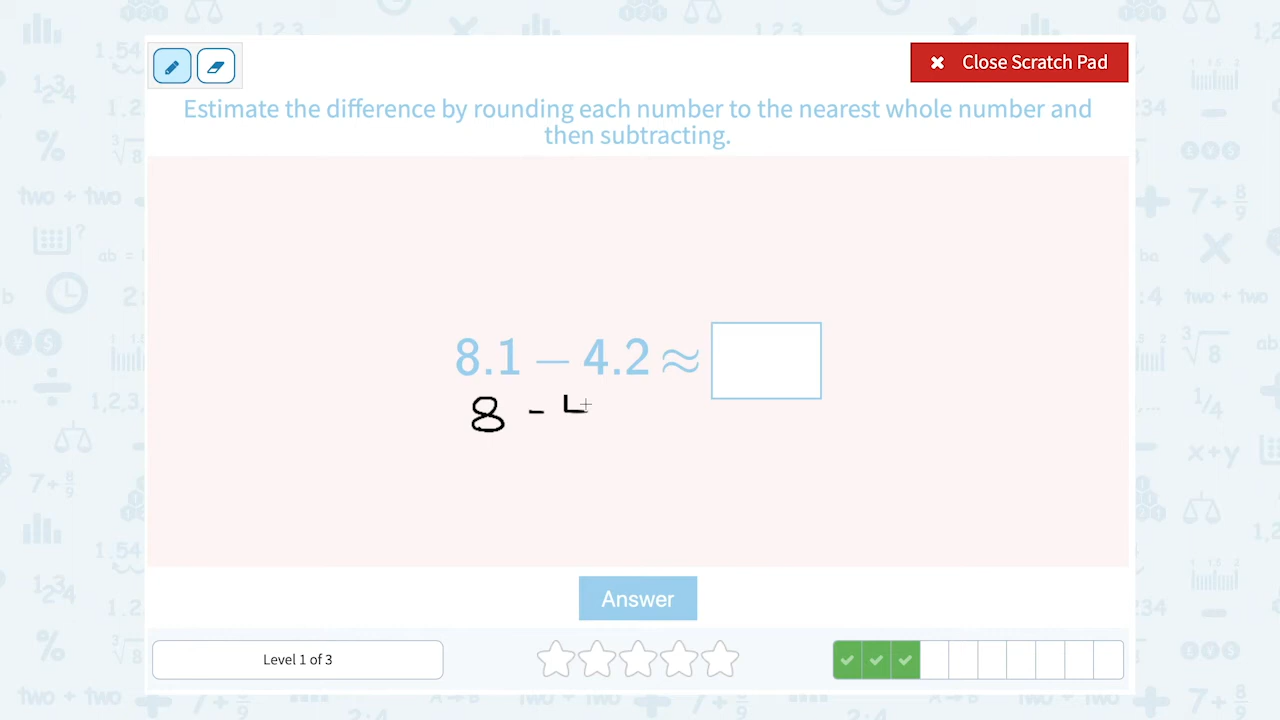 Close Scratch Pad
Estimate the difference by rounding each number to the nearest whole number and
then subtracting.
8.1 – 4.2 ≈
8 - 4
Answer
Level 1 of 3